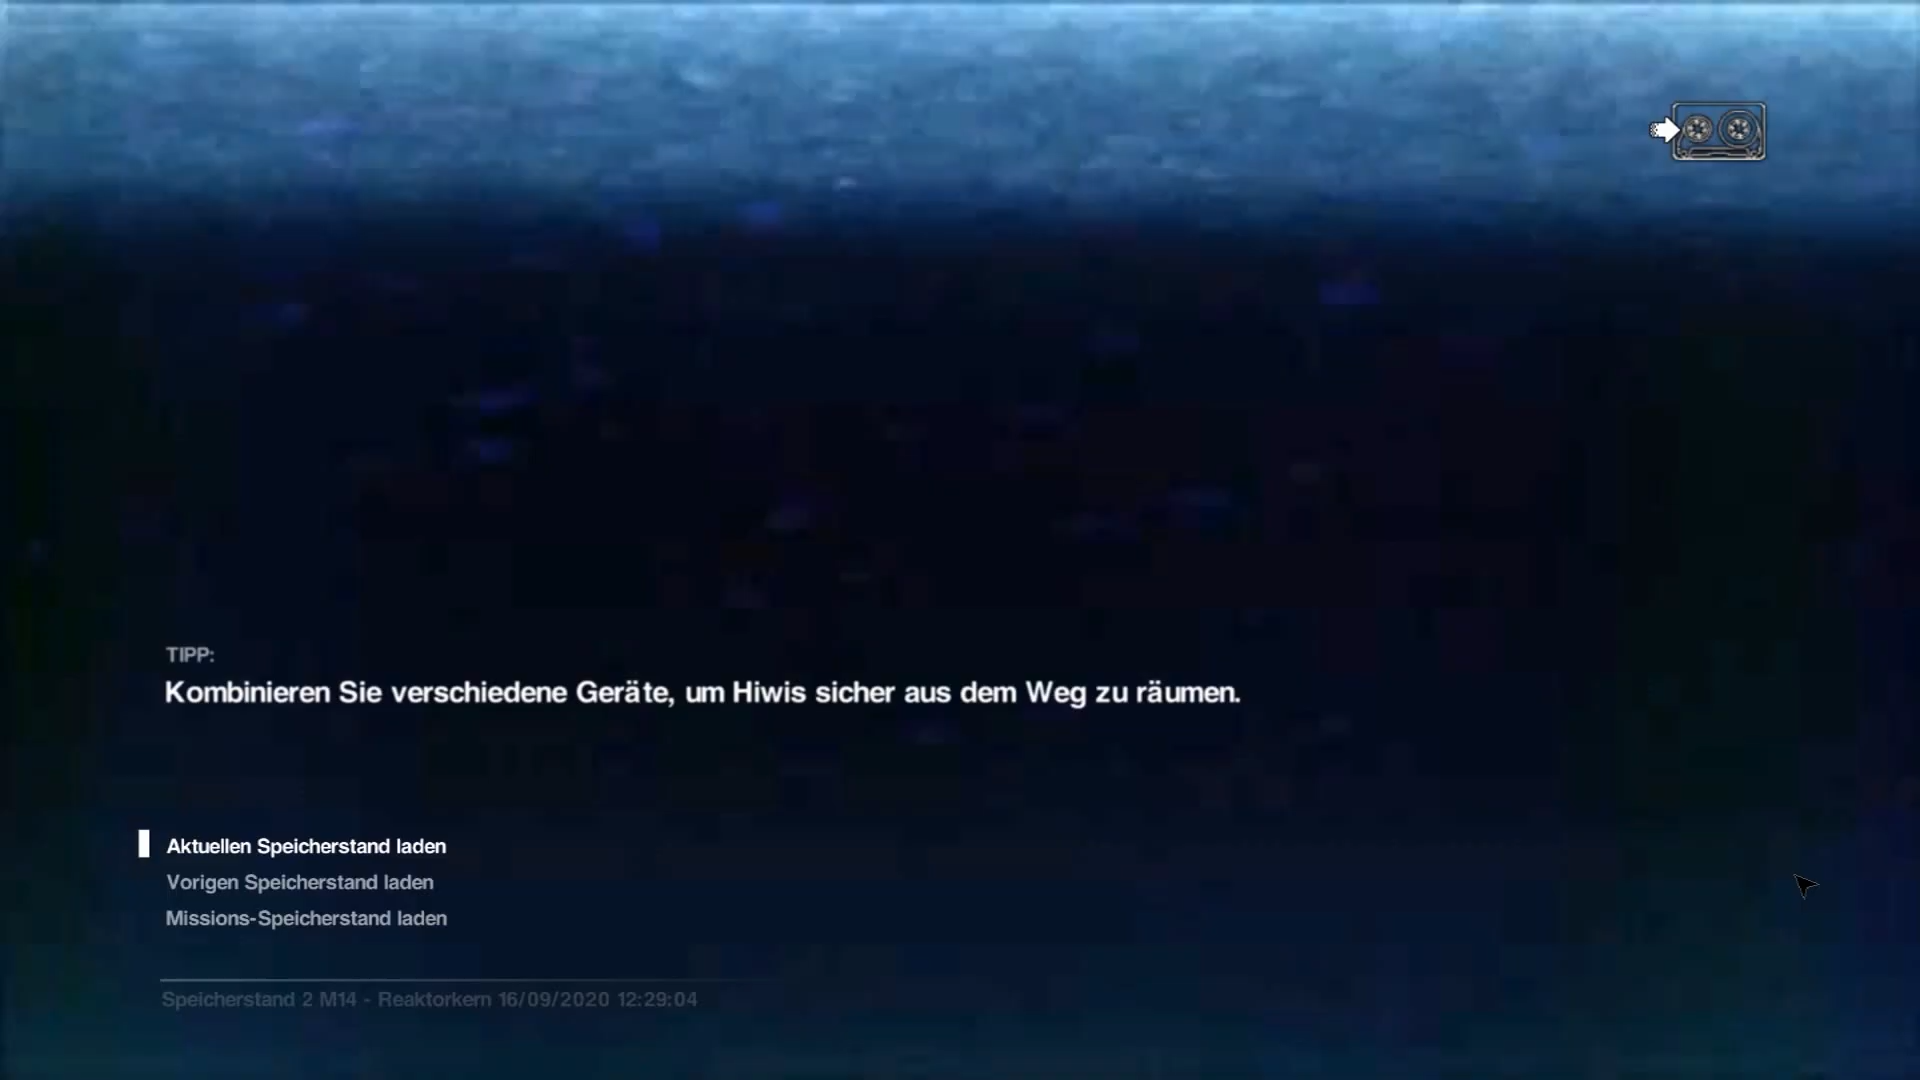 TIPP:
Kombinieren Sie verschiedene Geräte, um Hiwis sicher aus dem Weg zu räumen.
Aktuellen Speicherstand laden
Vorigen Speicherstand laden
Missions-Speicherstand laden
Speicherstand 2 M14 - Reaktorkern 16/09/2020 12:29:04